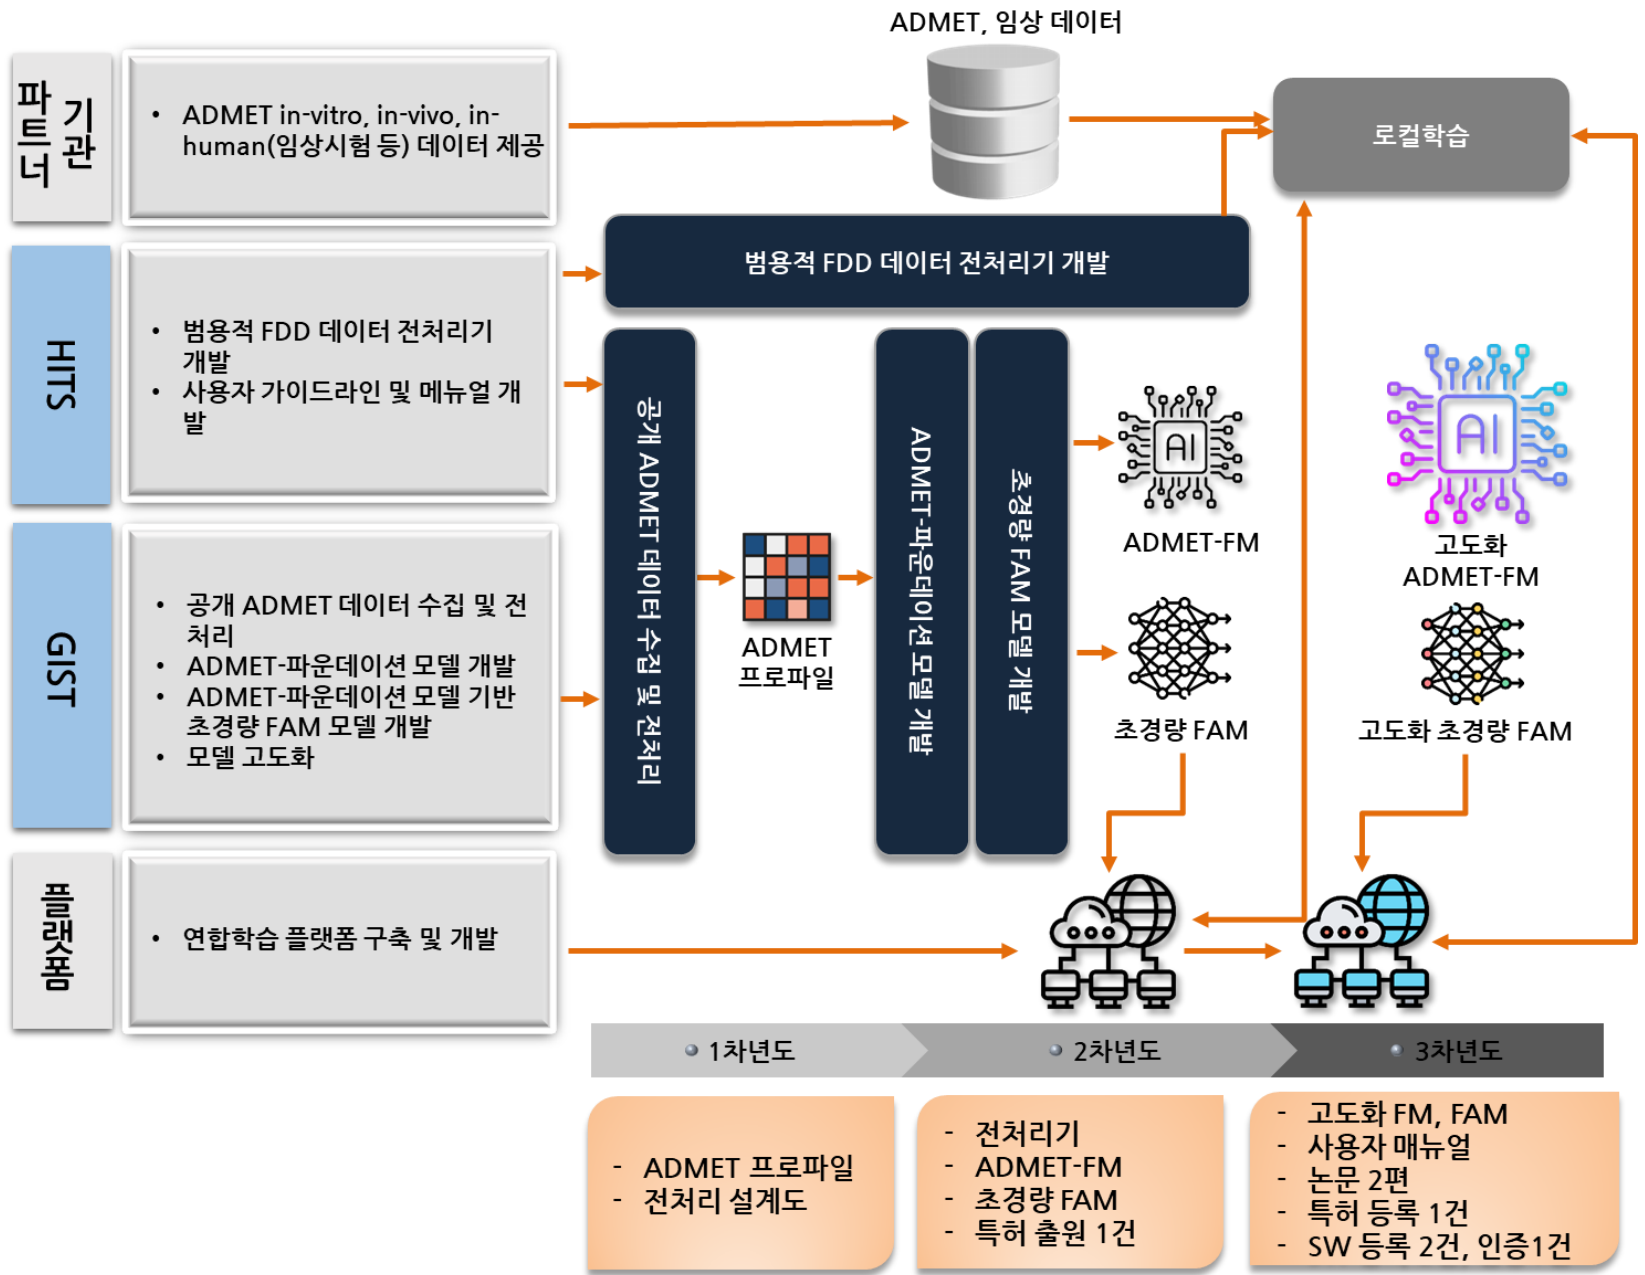 ADMET, 임상 데이터
파트너
기관
• ADMET in-vitro, in-vivo, in-
human(임상시험 등) 데이터 제공
로컬학습
HITS
• 범용적 FDD 데이터 전처리기
개발
• 사용자 가이드라인 및 메뉴얼 개
발
범용적 FDD 데이터 전처리기 개발
GIST
• 공개 ADMET 데이터 수집 및 전
처리
• ADMET-파운데이션 모델 개발
• ADMET-파운데이션 모델 기반
초경량 FAM 모델 개발
• 모델 고도화
공개 ADMET 데이터 수집 및 전처리
ADMET
프로파일
ADMET-파운데이션 모델 개발
초경량 FAM 모델 개발
AI
ADMET-FM
초경량 FAM
AI
고도화
ADMET-FM
고도화 초경량 FAM
플랫폼
• 연합학습 플랫폼 구축 및 개발
1차년도
2차년도
3차년도
- ADMET 프로파일
- 전처리 설계도
- 전처리기
- ADMET-FM
- 초경량 FAM
- 특허 출원 1건
- 고도화 FM, FAM
- 사용자 매뉴얼
- 논문 2편
- 특허 등록 1건
- SW 등록 2건, 인증1건